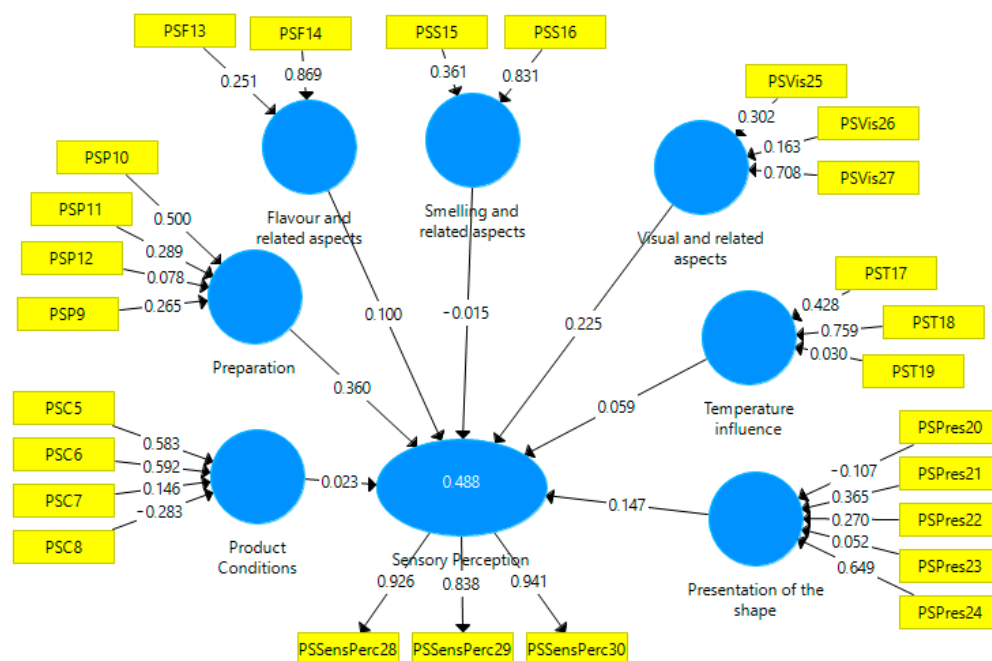 PSF13
PSF14
PSS15
PSS16
0.251
0.869
0.361
0.831
PSVis25
PSVis26
PSVis27
0.302
0.163
0.708
PSP10
PSP11
PSP12
PSP9
0.500
0.289
0.078
0.265
Flavour and
related aspects
Smelling and
related aspects
Visual and related
aspects
Preparation
0.100
−0.015
0.225
0.360
PST17
PST18
PST19
0.428
0.759
0.030
Temperature
influence
0.059
PSC5
PSC6
PSC7
PSC8
0.583
0.592
0.146
−0.283
Product
Conditions
0.023
0.488
Sensory Perception
0.147
PSPres20
PSPres21
PSPres22
PSPres23
PSPres24
−0.107
0.365
0.270
0.052
0.649
Presentation of the
shape
0.926
0.838
0.941
PSSensPerc28
PSSensPerc29
PSSensPerc30